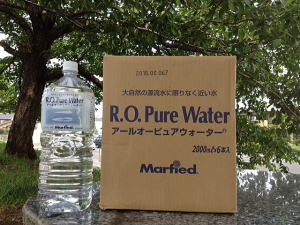 R.O. Pure Water
大自然の源流水に限りなく近い水
R.O. Pure Water
アールオーピュアウォーター®
2000ml×6本入
Marfied